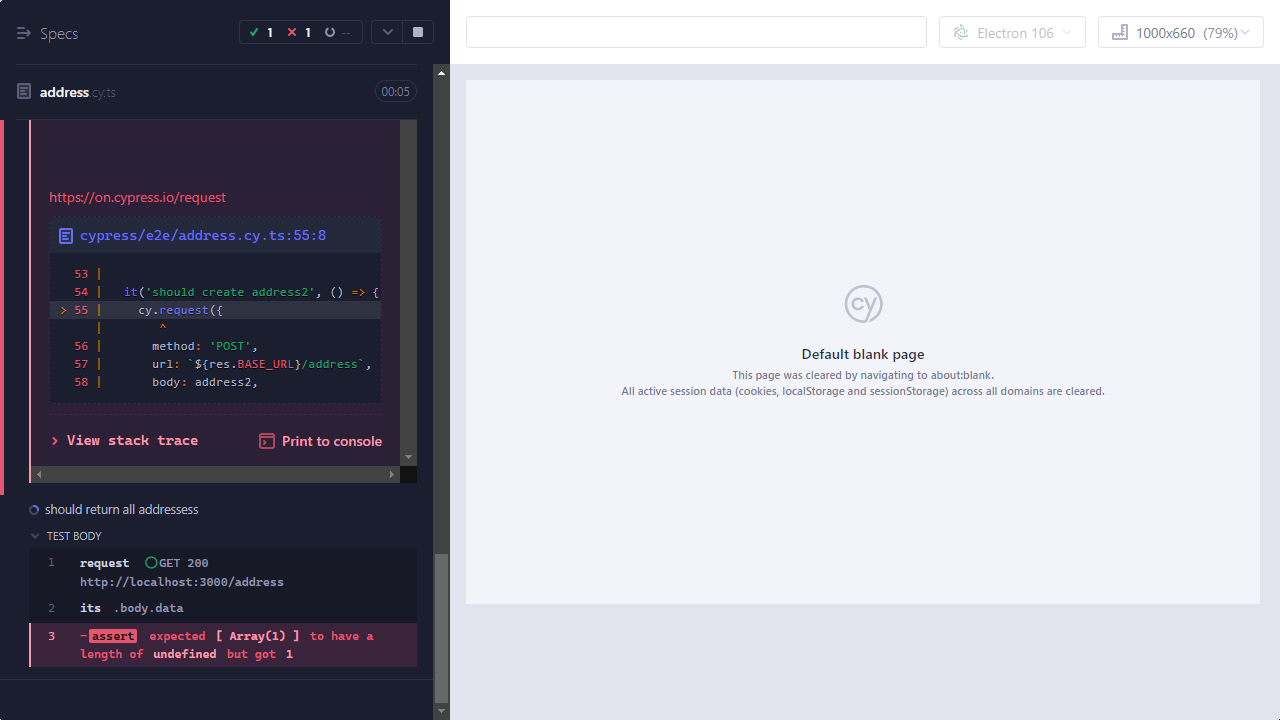 Specs
1 1 --
Electron 106
1000x660 (79%)
address.cy.ts
00:05
https://on.cypress.io/request
cypress/e2e/address.cy.ts:55:8
53 |
54 | it('should create address2', () => {
> 55 | cy.request({
| ^
56 | method: 'POST',
57 | url: `${res.BASE_URL}/address`,
58 | body: address2,
> View stack trace
Print to console
should return all addressess
TEST BODY
1 request GET 200
http://localhost:3000/address
2 its .body.data
3 -assert expected [ Array(1) ] to have a
length of undefined but got 1
cy
Default blank page
This page was cleared by navigating to about:blank.
All active session data (cookies, localStorage and sessionStorage) across all domains are cleared.